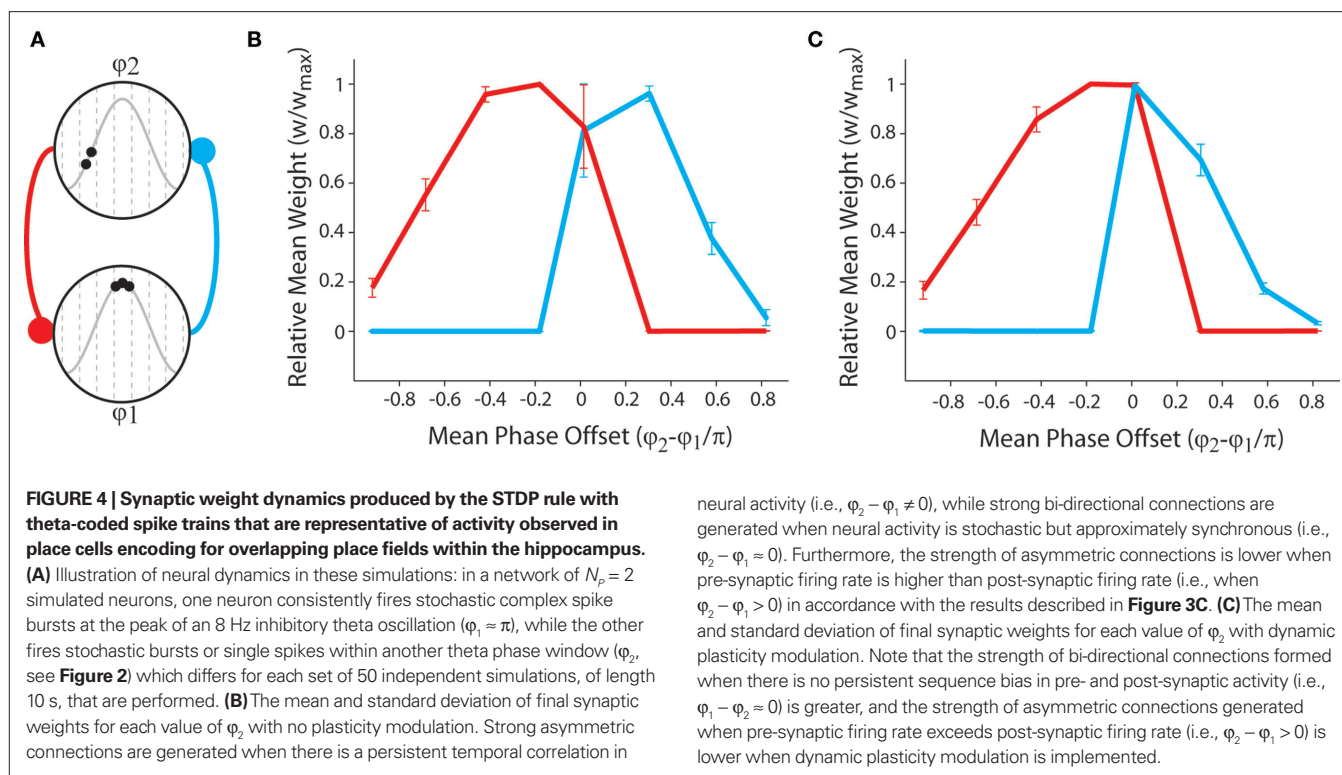 A
φ2
φ1
B
Relative Mean Weight (w/w_max)
1
0.8
0.6
0.4
0.2
0
-0.8 -0.6 -0.4 -0.2 0 0.2 0.4 0.6 0.8
Mean Phase Offset (φ₂-φ₁/π)
C
Relative Mean Weight (w/w_max)
1
0.8
0.6
0.4
0.2
0
-0.8 -0.6 -0.4 -0.2 0 0.2 0.4 0.6 0.8
Mean Phase Offset (φ₂-φ₁/π)
FIGURE 4 | Synaptic weight dynamics produced by the STDP rule with
theta-coded spike trains that are representative of activity observed in
place cells encoding for overlapping place fields within the hippocampus.
(A) Illustration of neural dynamics in these simulations: in a network of N_P = 2
simulated neurons, one neuron consistently fires stochastic complex spike
bursts at the peak of an 8 Hz inhibitory theta oscillation (φ₁ ≈ π), while the other
fires stochastic bursts or single spikes within another theta phase window (φ₂,
see Figure 2) which differs for each set of 50 independent simulations, of length
10 s, that are performed. (B) The mean and standard deviation of final synaptic
weights for each value of φ₂ with no plasticity modulation. Strong asymmetric
connections are generated when there is a persistent temporal correlation in
neural activity (i.e., φ₂ − φ₁ ≠ 0), while strong bi-directional connections are
generated when neural activity is stochastic but approximately synchronous (i.e.,
φ₂ − φ₁ ≈ 0). Furthermore, the strength of asymmetric connections is lower when
pre-synaptic firing rate is higher than post-synaptic firing rate (i.e., when
φ₂ − φ₁ > 0) in accordance with the results described in Figure 3C. (C) The mean
and standard deviation of final synaptic weights for each value of φ₂ with dynamic
plasticity modulation. Note that the strength of bi-directional connections formed
when there is no persistent sequence bias in pre- and post-synaptic activity (i.e.,
φ₁ − φ₂ ≈ 0) is greater, and the strength of asymmetric connections generated
when pre-synaptic firing rate exceeds post-synaptic firing rate (i.e., φ₂ − φ₁ > 0) is
lower when dynamic plasticity modulation is implemented.